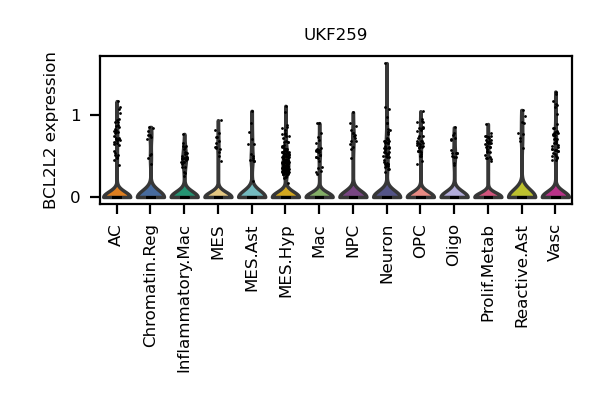 UKF259
BCL2L2 expression
1
0
AC
Chromatin.Reg
Inflammatory.Mac
MES
MES.Ast
MES.Hyp
Mac
NPC
Neuron
OPC
Oligo
Prolif.Metab
Reactive.Ast
Vasc